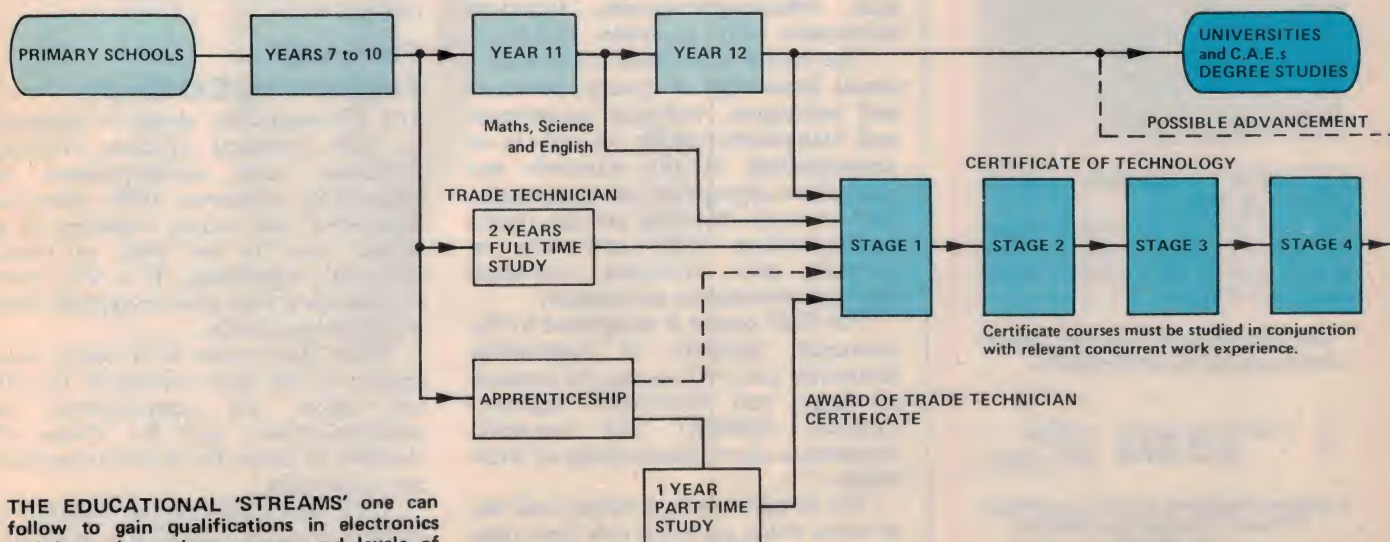 PRIMARY SCHOOLS
YEARS 7 to 10
YEAR 11
YEAR 12
UNIVERSITIES
and C.A.E.s
DEGREE STUDIES
POSSIBLE ADVANCEMENT
Maths, Science
and English
CERTIFICATE OF TECHNOLOGY
TRADE TECHNICIAN
2 YEARS
FULL TIME
STUDY
STAGE 1
STAGE 2
STAGE 3
STAGE 4
Certificate courses must be studied in conjunction
with relevant concurrent work experience.
APPRENTICESHIP
AWARD OF TRADE TECHNICIAN
CERTIFICATE
1 YEAR
PART TIME
STUDY
THE EDUCATIONAL 'STREAMS' one can
follow to gain qualifications in electronics